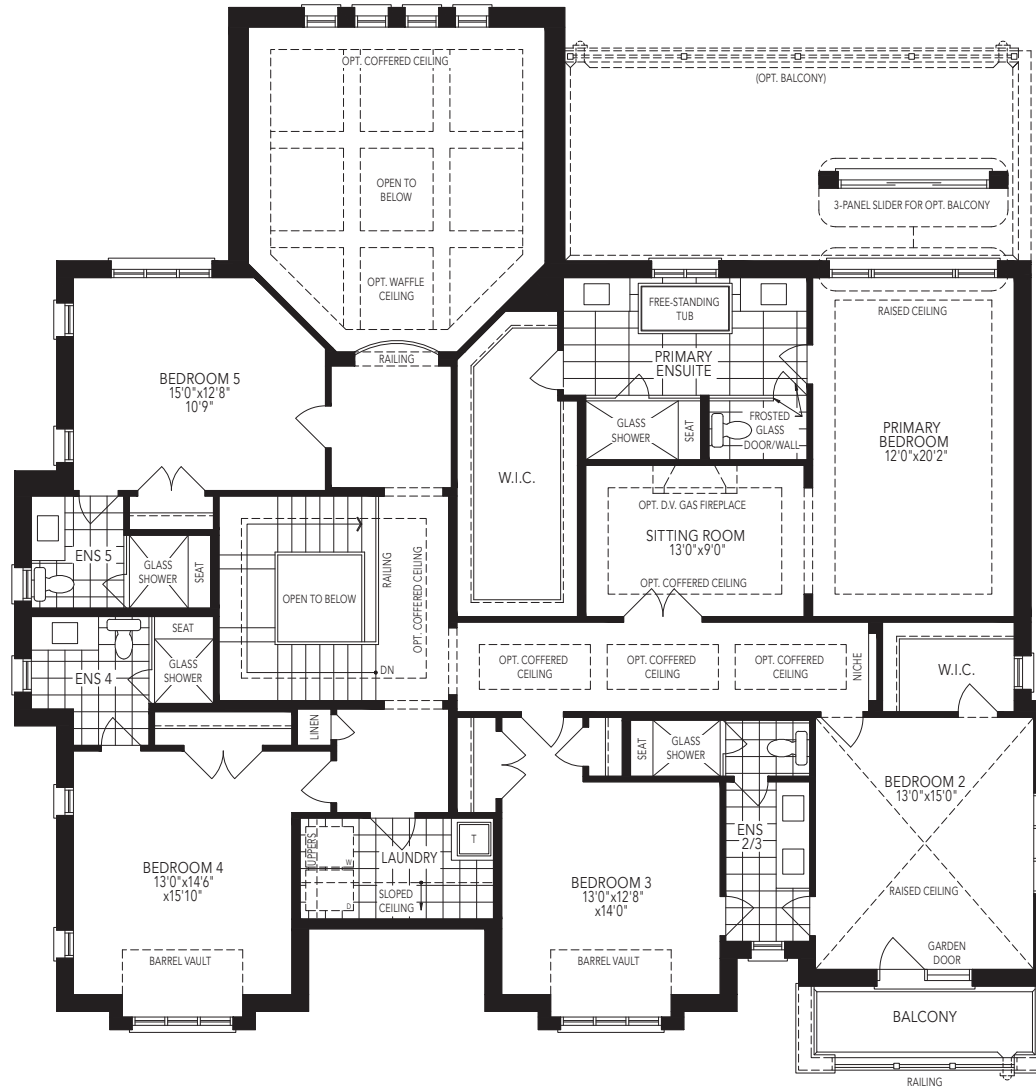 OPT. COFFERED CEILING
(OPT. BALCONY)
OPEN TO
BELOW
3-PANEL SLIDER FOR OPT. BALCONY
OPT. WAFFLE
CEILING
FREE-STANDING
TUB
RAISED CEILING
RAILING
PRIMARY
ENSUITE
BEDROOM 5
15'0"x12'8"
10'9"
GLASS
SHOWER
SEAT
FROSTED
GLASS
DOOR/WALL
PRIMARY
BEDROOM
12'0"x20'2"
W.I.C.
OPT. D.V. GAS FIREPLACE
SITTING ROOM
13'0"x9'0"
OPT. COFFERED CEILING
ENS 5
GLASS
SHOWER
SEAT
OPEN TO BELOW
RAILING
OPT. COFFERED CEILING
DN
SEAT
GLASS
SHOWER
ENS 4
OPT. COFFERED
CEILING
OPT. COFFERED
CEILING
OPT. COFFERED
CEILING
NICHE
W.I.C.
LINEN
SEAT
GLASS
SHOWER
BEDROOM 2
13'0"x15'0"
ENS
2/3
UPPERS
W
D
LAUNDRY
T
SLOPED
CEILING
BEDROOM 4
13'0"x14'6"
x15'10"
BEDROOM 3
13'0"x12'8"
x14'0"
RAISED CEILING
BARREL VAULT
BARREL VAULT
GARDEN
DOOR
BALCONY
RAILING